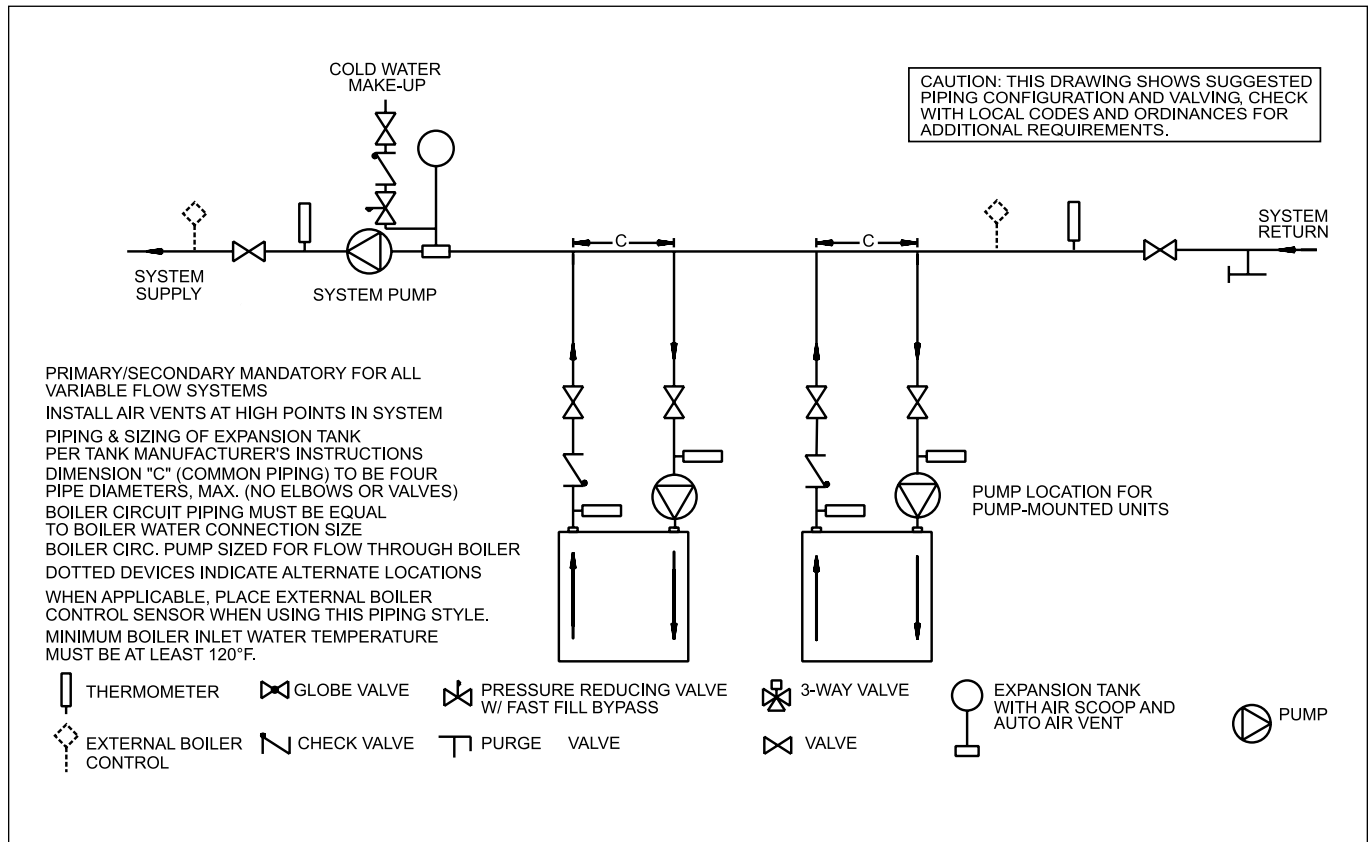 COLD WATER
MAKE-UP
CAUTION: THIS DRAWING SHOWS SUGGESTED
PIPING CONFIGURATION AND VALVING, CHECK
WITH LOCAL CODES AND ORDINANCES FOR
ADDITIONAL REQUIREMENTS.
SYSTEM
RETURN
C
C
SYSTEM
SUPPLY
SYSTEM PUMP
PRIMARY/SECONDARY MANDATORY FOR ALL
VARIABLE FLOW SYSTEMS
INSTALL AIR VENTS AT HIGH POINTS IN SYSTEM
PIPING & SIZING OF EXPANSION TANK
PER TANK MANUFACTURER'S INSTRUCTIONS
DIMENSION "C" (COMMON PIPING) TO BE FOUR
PIPE DIAMETERS, MAX. (NO ELBOWS OR VALVES)
BOILER CIRCUIT PIPING MUST BE EQUAL
TO BOILER WATER CONNECTION SIZE
BOILER CIRC. PUMP SIZED FOR FLOW THROUGH BOILER
DOTTED DEVICES INDICATE ALTERNATE LOCATIONS
WHEN APPLICABLE, PLACE EXTERNAL BOILER
CONTROL SENSOR WHEN USING THIS PIPING STYLE.
MINIMUM BOILER INLET WATER TEMPERATURE
MUST BE AT LEAST 120°F.
PUMP LOCATION FOR
PUMP-MOUNTED UNITS
THERMOMETER
GLOBE VALVE
PRESSURE REDUCING VALVE
W/ FAST FILL BYPASS
3-WAY VALVE
EXPANSION TANK
WITH AIR SCOOP AND
AUTO AIR VENT
PUMP
EXTERNAL BOILER
CONTROL
CHECK VALVE
PURGE VALVE
VALVE